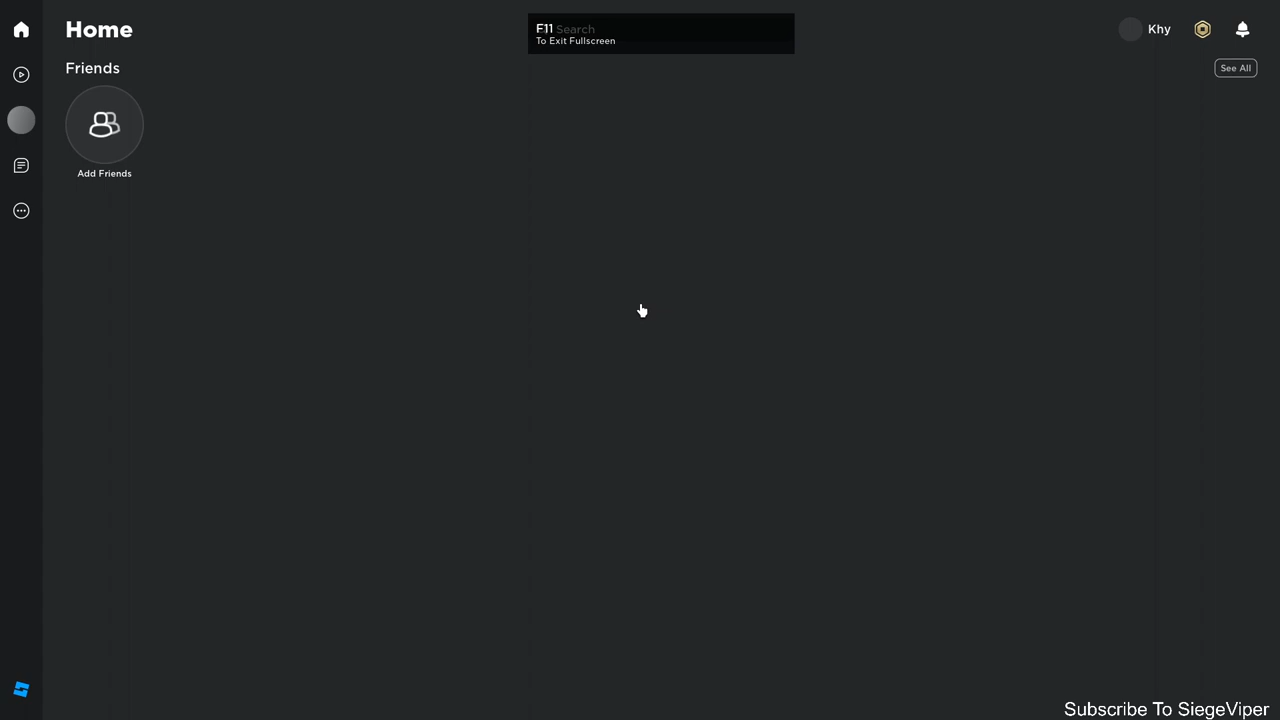 Home
F11 Search
To Exit Fullscreen
Khy
Friends
See All
Add Friends
Subscribe To SiegeViper